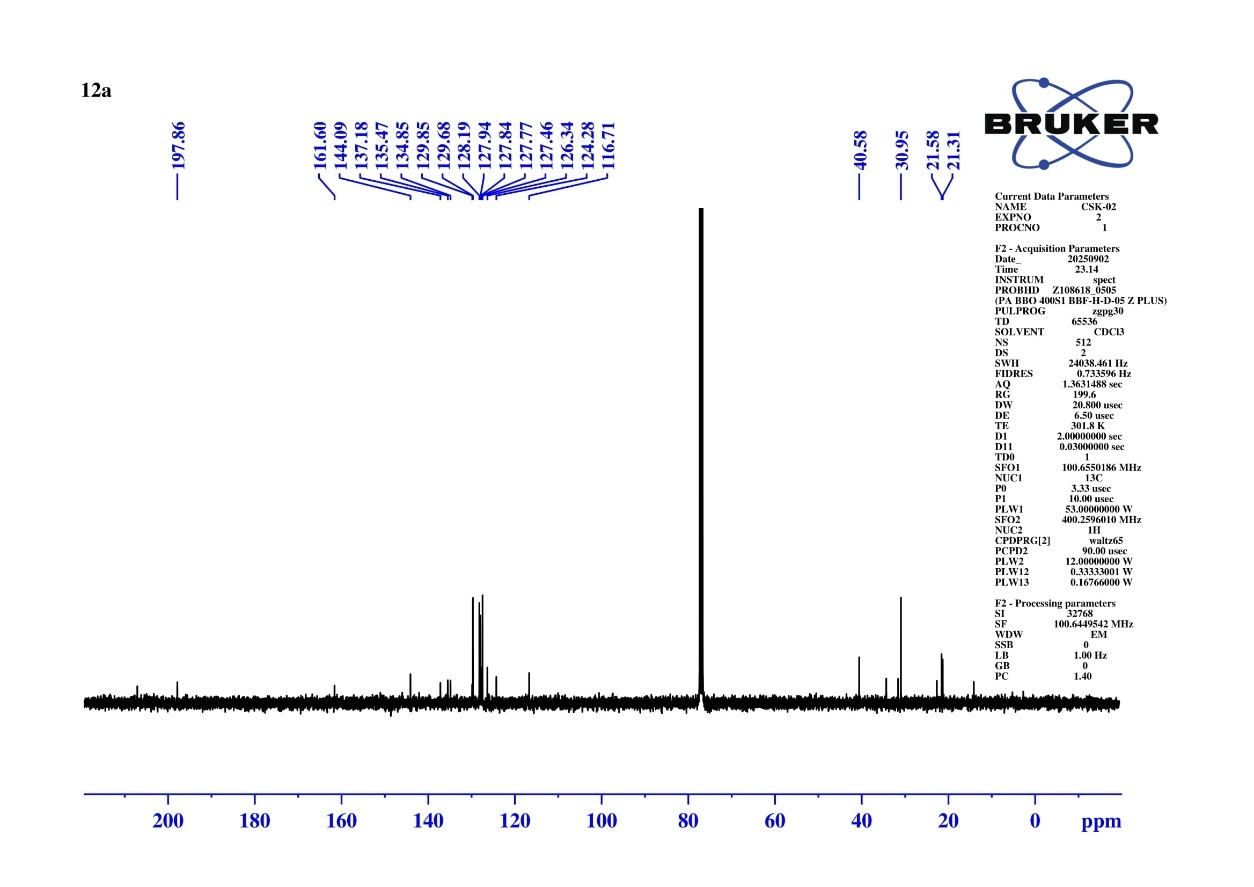 12a
197.86
161.60
144.09
137.18
135.47
134.85
129.85
129.68
128.19
127.94
127.84
127.77
127.46
126.34
124.28
116.71
40.58
30.95
21.58
21.31
BRUKER
Current Data Parameters
NAME CSK-02
EXPNO 2
PROCNO 1
F2 - Acquisition Parameters
Date_ 20250902
Time 23.14
INSTRUM spect
PROBHD Z108618_0505
(PA BBO 400S1 BBF-H-D-05 Z PLUS)
PULPROG zgpg30
TD 65536
SOLVENT CDCl3
NS 512
DS 2
SWH 24038.461 Hz
FIDRES 0.733596 Hz
AQ 1.3631488 sec
RG 199.6
DW 20.800 usec
DE 6.50 usec
TE 301.8 K
D1 2.00000000 sec
D11 0.03000000 sec
TD0 1
SFO1 100.6550186 MHz
NUC1 13C
P0 3.33 usec
P1 10.00 usec
PLW1 53.00000000 W
SFO2 400.2596010 MHz
NUC2 1H
CPDPRG[2] waltz65
PCPD2 90.00 usec
PLW2 12.00000000 W
PLW12 0.33333001 W
PLW13 0.16766000 W
F2 - Processing parameters
SI 32768
SF 100.6449542 MHz
WDW EM
SSB 0
LB 1.00 Hz
GB 0
PC 1.40
200 180 160 140 120 100 80 60 40 20 0 ppm